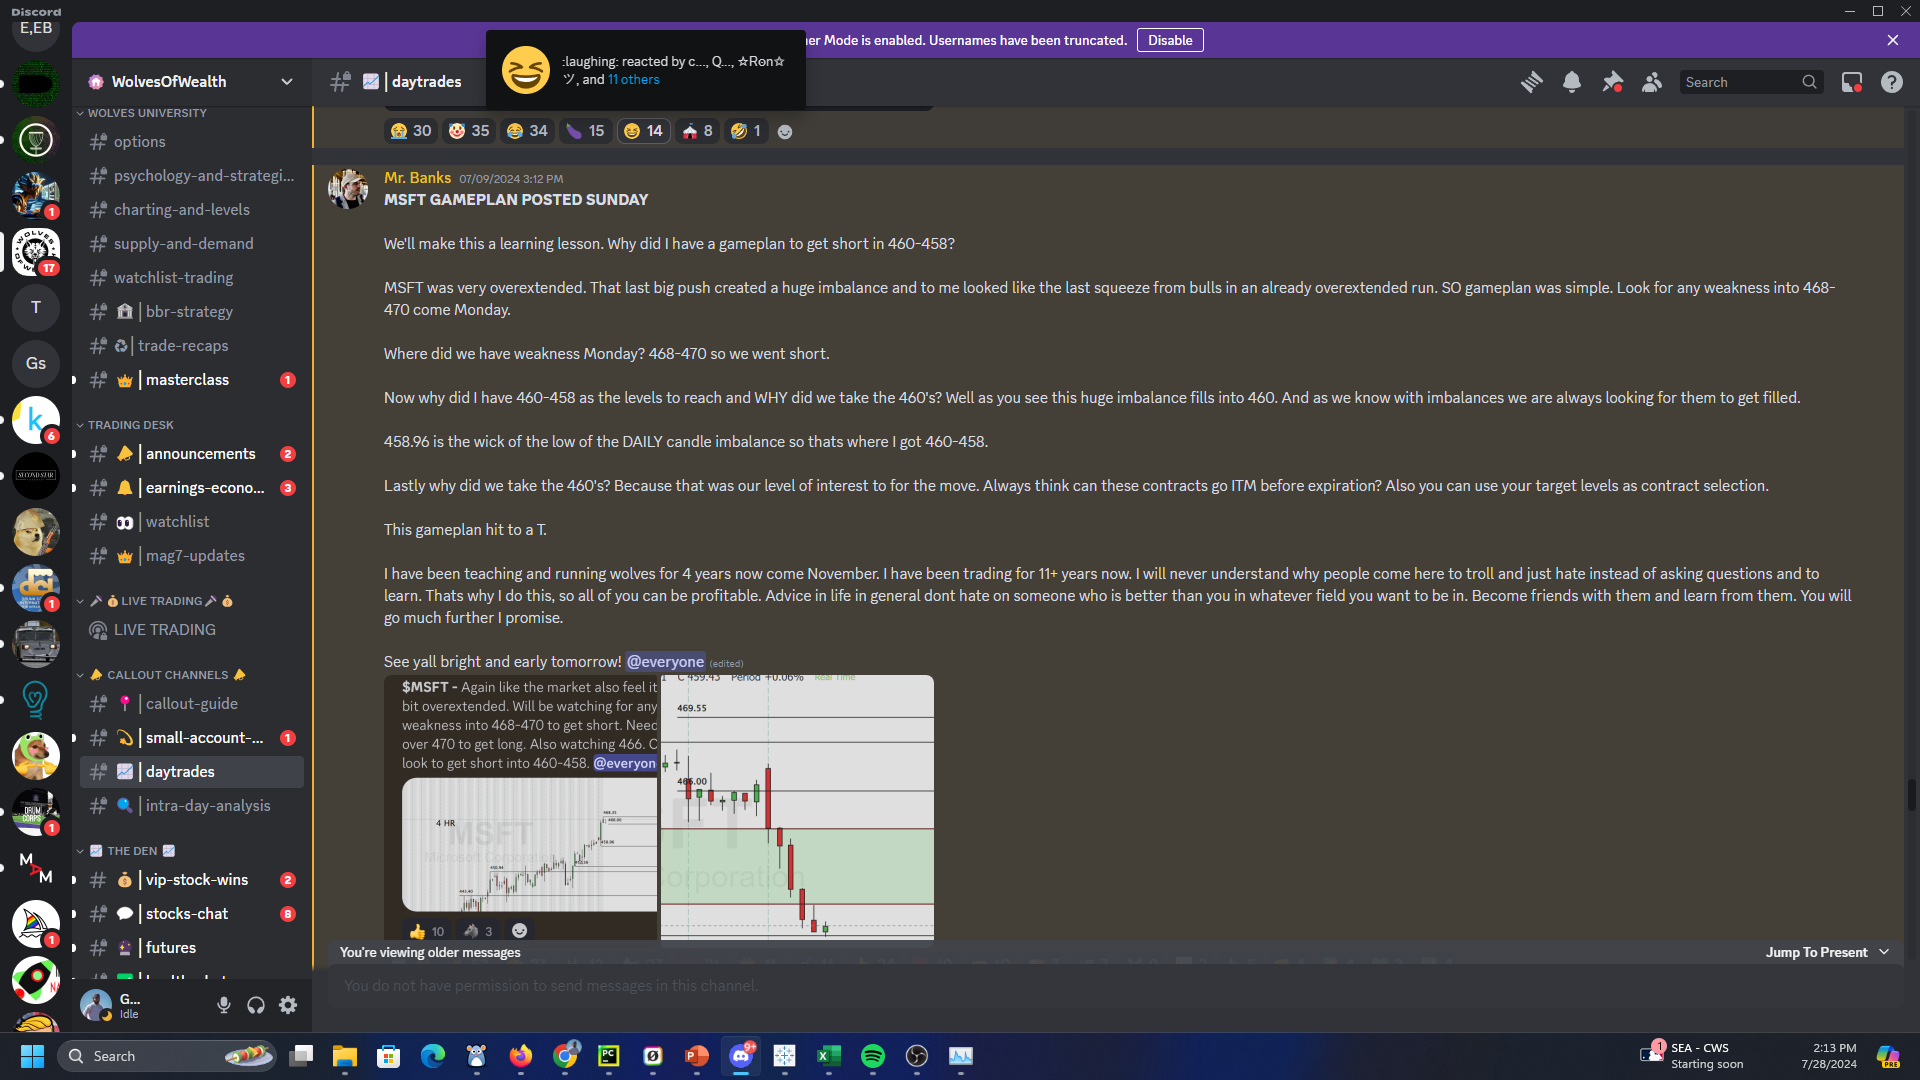 Discord
E,EB
er Mode is enabled. Usernames have been truncated.
Disable
:laughing: reacted by c..., Q..., ☆Ron☆
ツ, and 11 others
WolvesOfWealth
daytrades
Search
WOLVES UNIVERSITY
options
psychology-and-strategi...
charting-and-levels
supply-and-demand
watchlist-trading
bbr-strategy
trade-recaps
masterclass
1
TRADING DESK
announcements
2
earnings-econo...
3
watchlist
mag7-updates
LIVE TRADING
LIVE TRADING
CALLOUT CHANNELS
callout-guide
small-account-...
1
daytrades
intra-day-analysis
THE DEN
vip-stock-wins
2
stocks-chat
8
futures
1
WOLVES
17
T
Gs
k
6
SECOND STAR
dci
1
DRUM
CORPS
1
M
A
M
1
G...
Idle
30
35
34
15
14
8
1
Mr. Banks 07/09/2024 3:12 PM
MSFT GAMEPLAN POSTED SUNDAY
We'll make this a learning lesson. Why did I have a gameplan to get short in 460-458?
MSFT was very overextended. That last big push created a huge imbalance and to me looked like the last squeeze from bulls in an already overextended run. SO gameplan was simple. Look for any weakness into 468-
470 come Monday.
Where did we have weakness Monday? 468-470 so we went short.
Now why did I have 460-458 as the levels to reach and WHY did we take the 460's? Well as you see this huge imbalance fills into 460. And as we know with imbalances we are always looking for them to get filled.
458.96 is the wick of the low of the DAILY candle imbalance so thats where I got 460-458.
Lastly why did we take the 460's? Because that was our level of interest to for the move. Always think can these contracts go ITM before expiration? Also you can use your target levels as contract selection.
This gameplan hit to a T.
I have been teaching and running wolves for 4 years now come November. I have been trading for 11+ years now. I will never understand why people come here to troll and just hate instead of asking questions and to
learn. Thats why I do this, so all of you can be profitable. Advice in life in general dont hate on someone who is better than you in whatever field you want to be in. Become friends with them and learn from them. You will
go much further I promise.
See yall bright and early tomorrow! @everyone (edited)
$MSFT - Again like the market also feel it
bit overextended. Will be watching for any
weakness into 468-470 to get short. Need
over 470 to get long. Also watching 466. C
look to get short into 460-458. @everyon
4 HR
MSFT
Microsoft Corporation
10
3
C 459.43 Period +0.06% Real Time
469.55
466.00
FT
orporation
You're viewing older messages
Jump To Present
You do not have permission to send messages in this channel.
Search
PC
9+
1
SEA - CWS
Starting soon
2:13 PM
7/28/2024
PRE